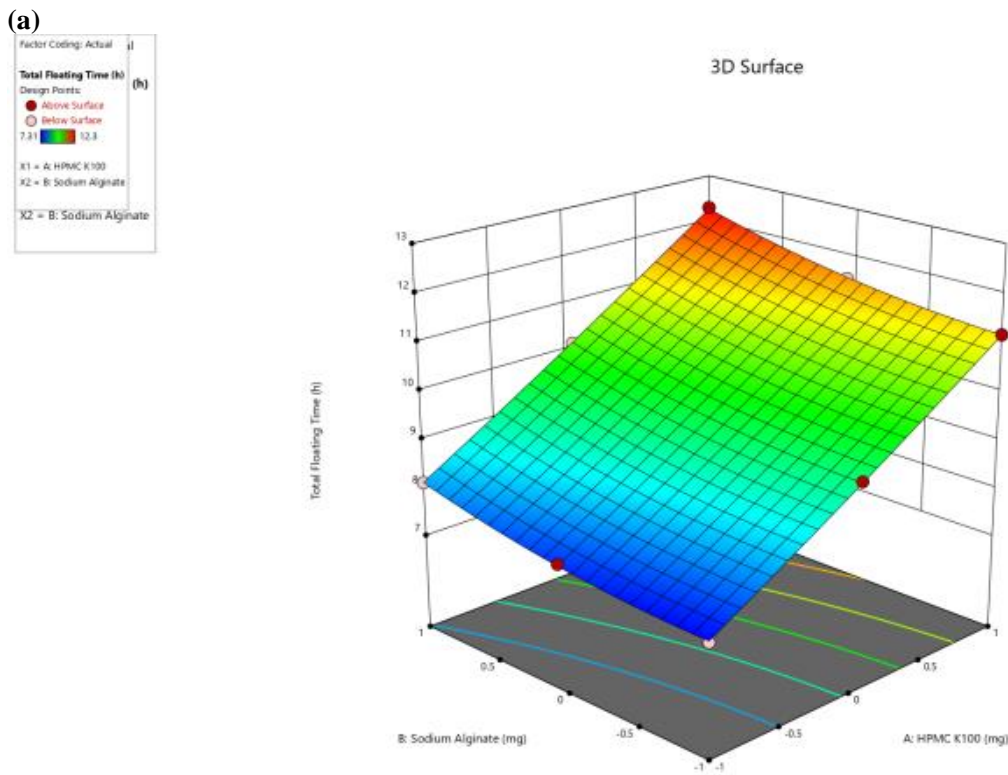 (a)
Factor Coding: Actual
Total Floating Time (h)
(h)
Design Points:
Above Surface
Below Surface
7.31 12.3
X1 = A: HPMC K100
X2 = B: Sodium Alginate
X2 = B: Sodium Alginate
3D Surface
13
12
11
10
9
8
7
Total Floating Time (h)
1
0.5
0
-0.5
-1
B: Sodium Alginate (mg)
1
0.5
0
-0.5
-1
A: HPMC K100 (mg)